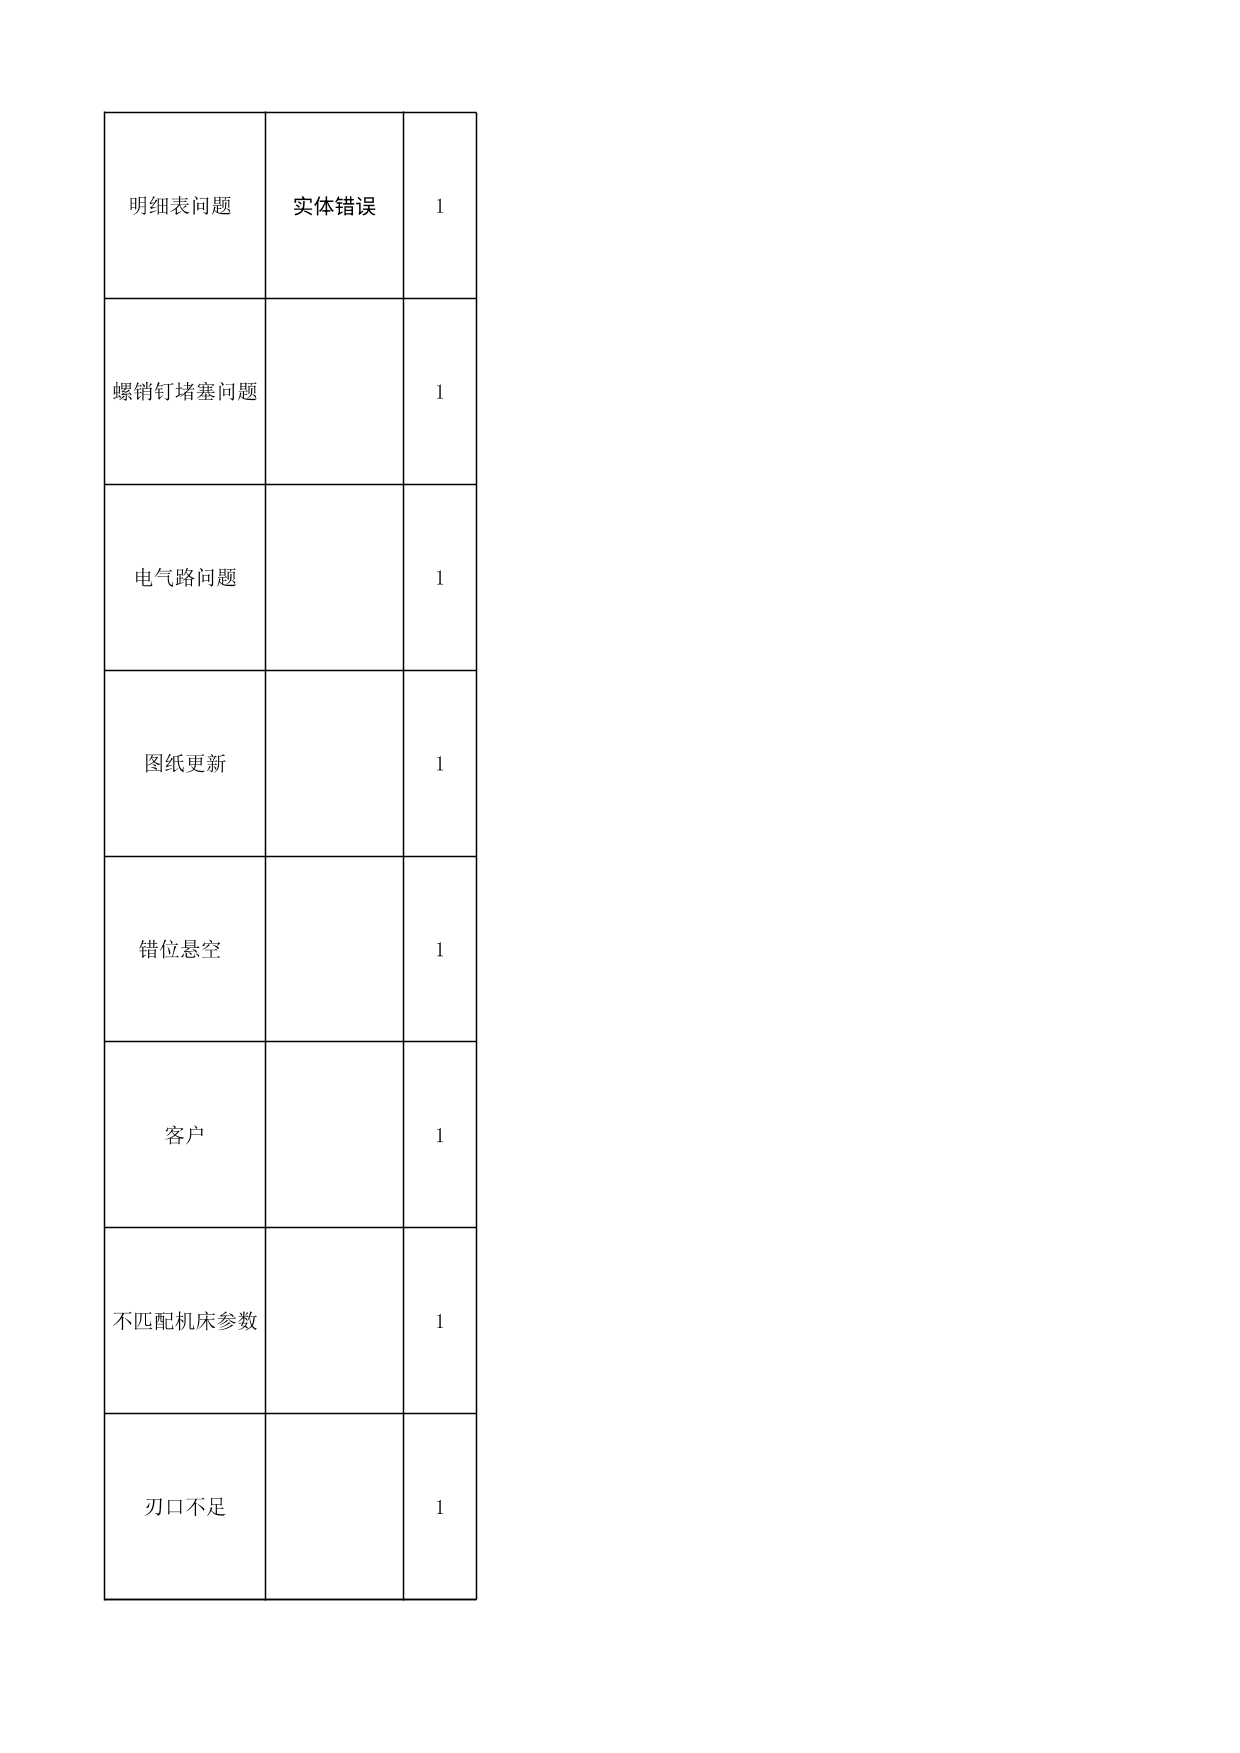 明细表问题 实体错误 1
螺销钉堵塞问题 1
电气路问题 1
图纸更新 1
错位悬空 1
客户 1
不匹配机床参数 1
刃口不足 1